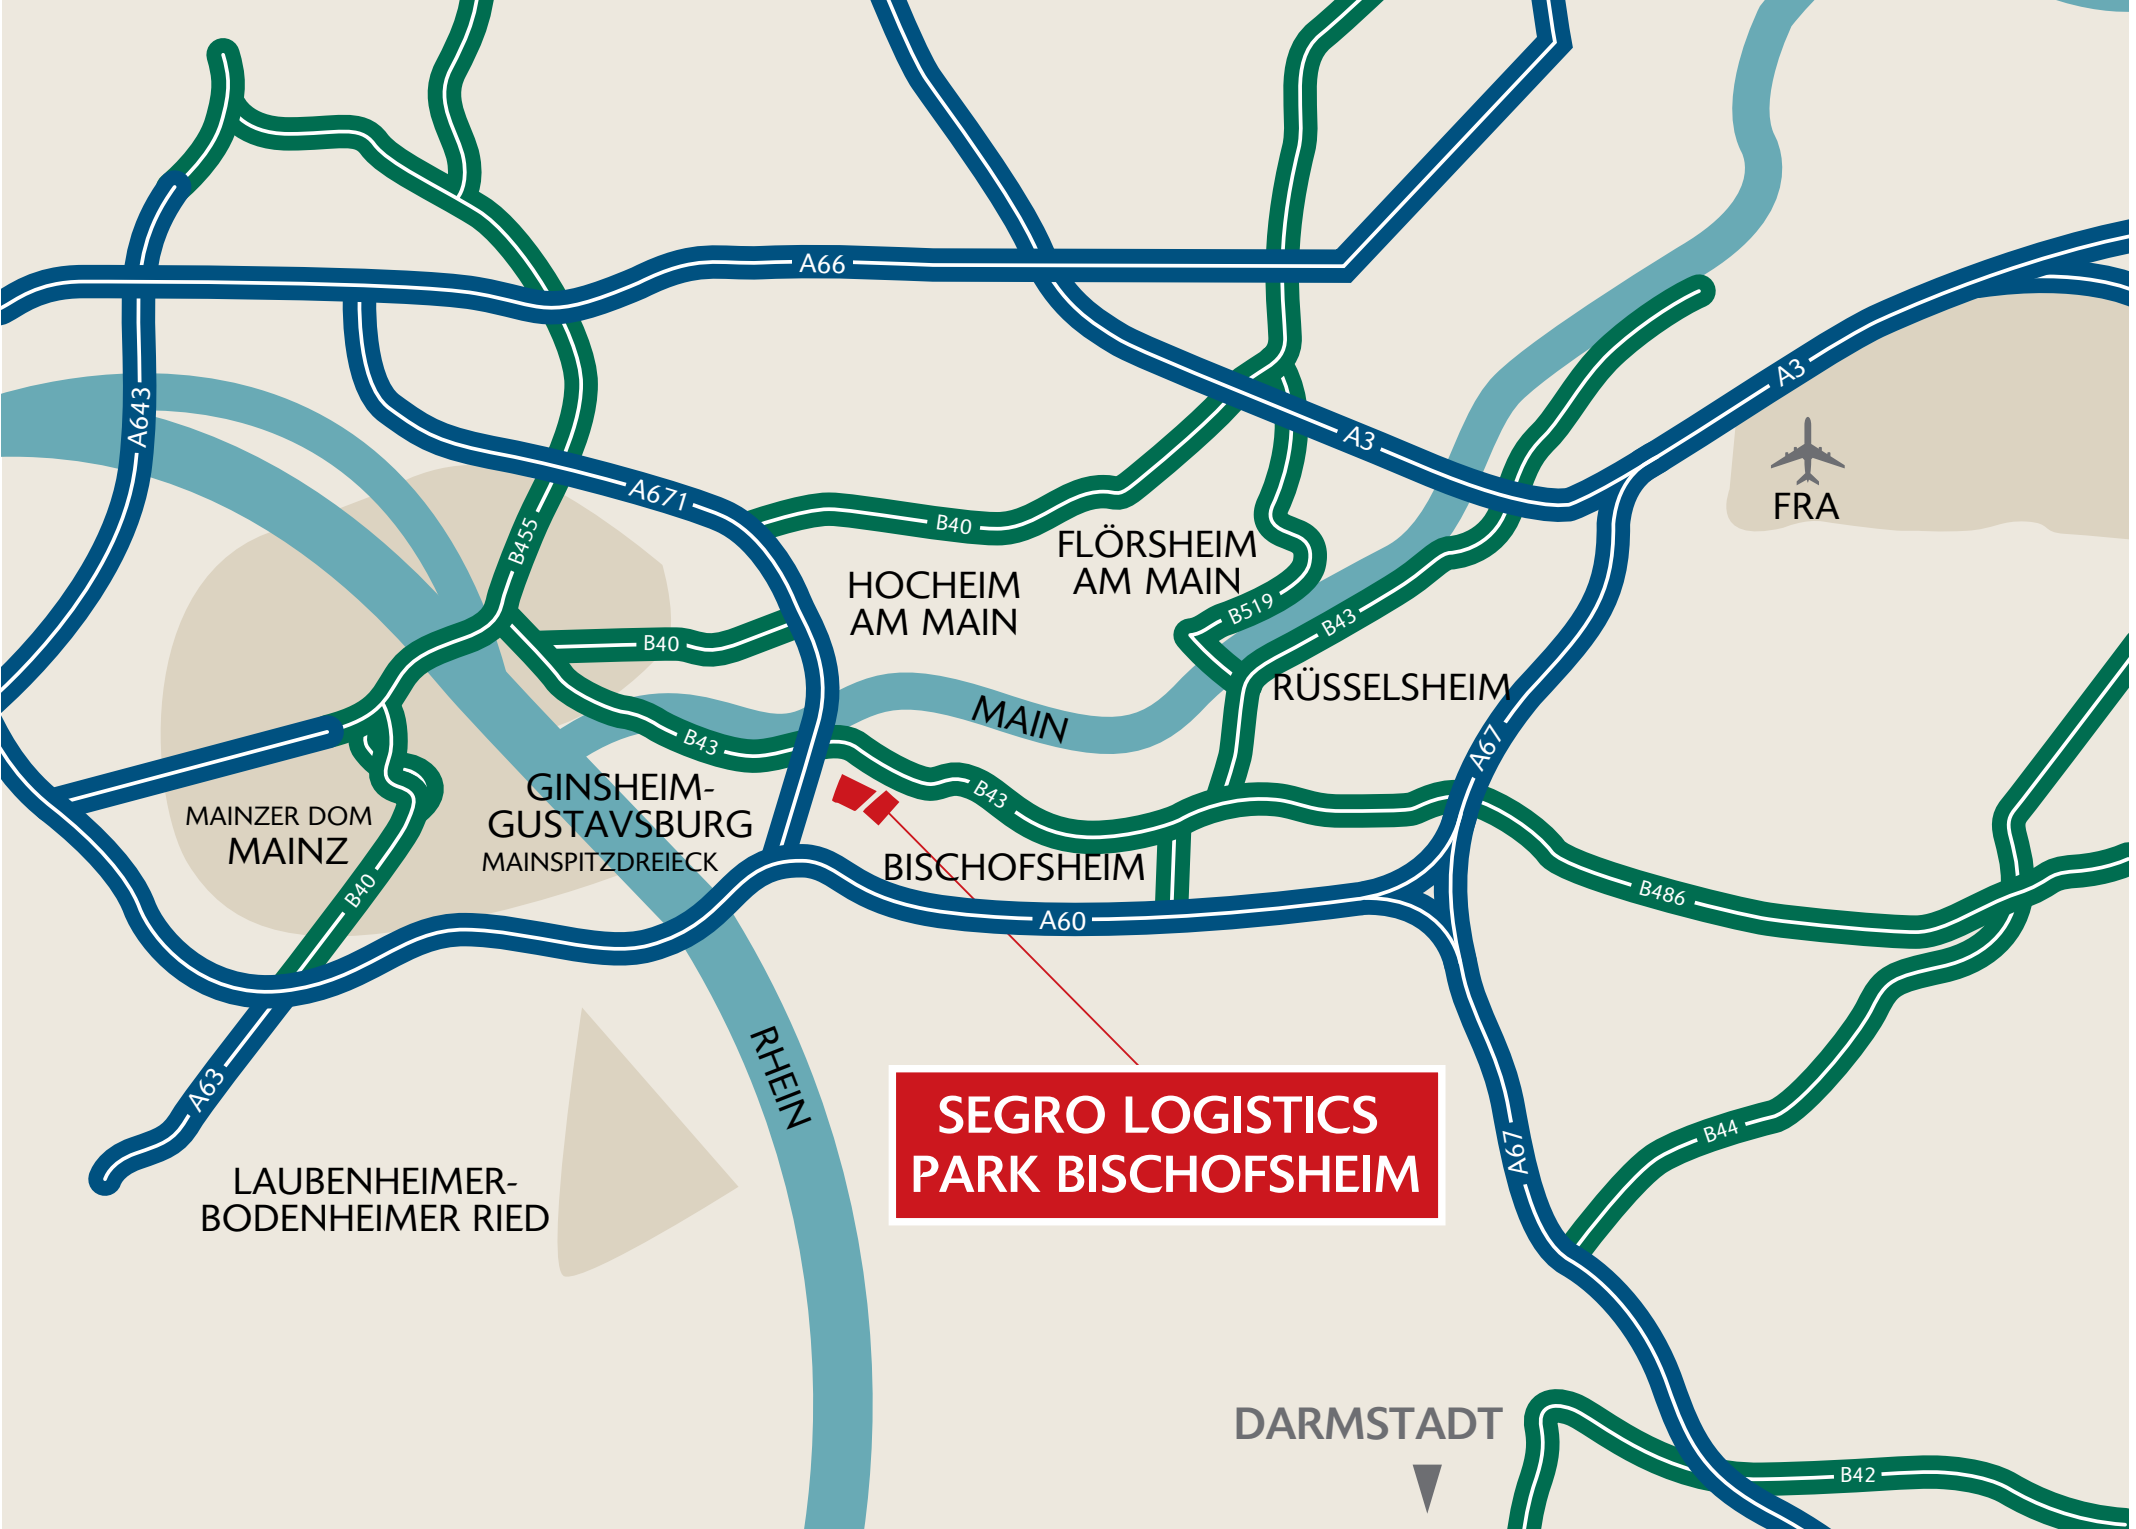 A66
A643
A3
A3
A671
B455
B40
FRA
FLÖRSHEIM
AM MAIN
HOCHEIM
AM MAIN
B519
B43
B40
RÜSSELSHEIM
MAIN
B43
A67
GINSHEIM-
GUSTAVSBURG
MAINSPITZDREIECK
B43
MAINZER DOM
MAINZ
BISCHOFSHEIM
B40
B486
A60
RHEIN
A63
SEGRO LOGISTICS
PARK BISCHOFSHEIM
B44
A67
LAUBENHEIMER-
BODENHEIMER RIED
DARMSTADT
B42